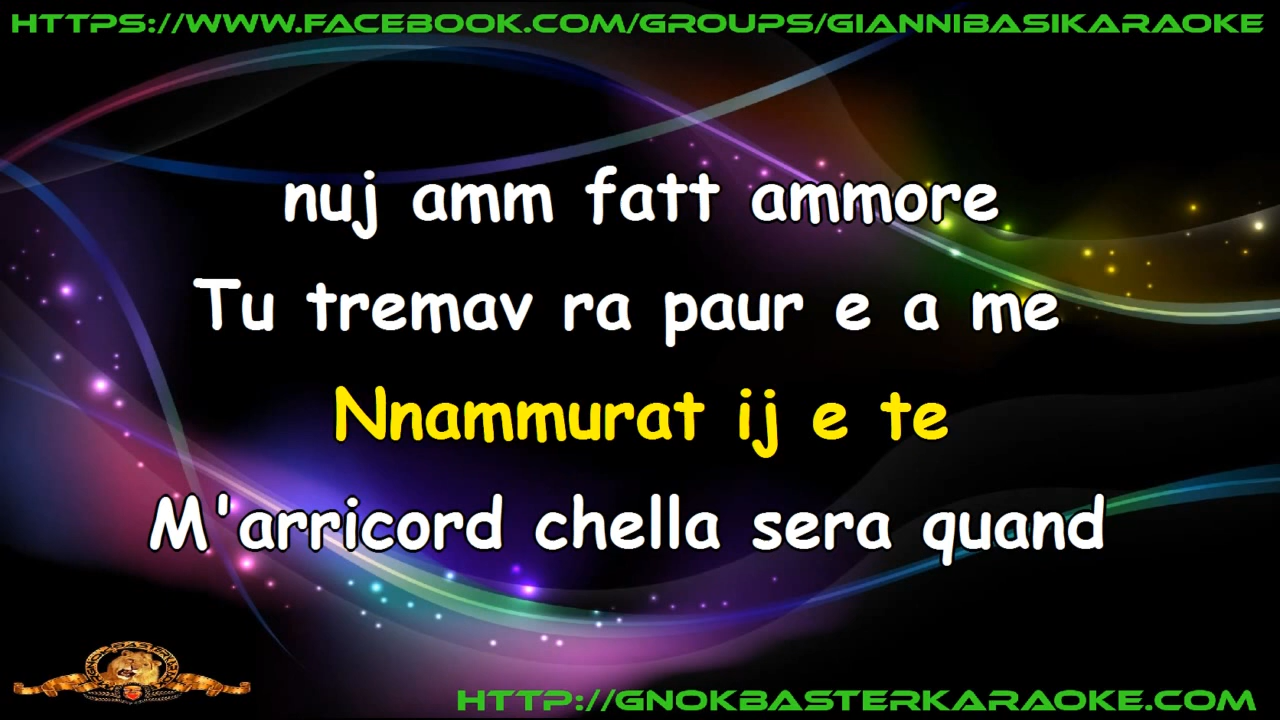 HTTPS://WWW.FACEBOOK.COM/GROUPS/GIANNIBASIKARAOKE
nuj amm fatt ammore
Tu tremav ra paur e a me
Nnammurat ij e te
M'arricord chella sera quand
HTTP://GNOKBASTERKARAOKE.COM